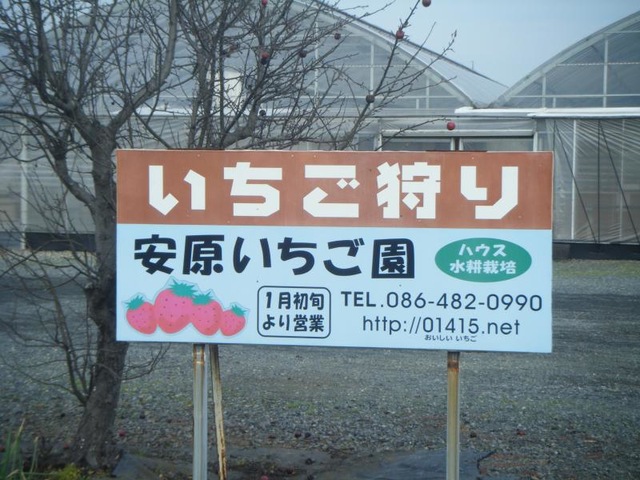 いちご狩り
安原いちご園
ハウス
水耕栽培
1月初旬
より営業
TEL.086-482-0990
http://01415.net
おいしい いちご